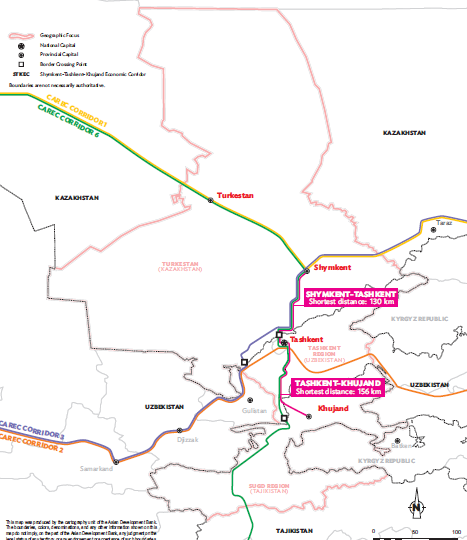 Geographic Focus
National Capital
Provincial Capital
Border Crossing Point
STKEC Shymkent–Tashkent–Khujand Economic Corridor
Boundaries are not necessarily authoritative.
CAREC CORRIDOR 1
CAREC CORRIDOR 6
KAZAKHSTAN
KAZAKHSTAN
Turkestan
Taraz
TURKESTAN
(KAZAKHSTAN)
Shymkent
SHYMKENT-TASHKENT
Shortest distance: 130 km
KYRGYZ REPUBLIC
Tashkent
TASHKENT
REGION
(UZBEKISTAN)
TASHKENT-KHUJAND
Shortest distance: 156 km
UZBEKISTAN
UZBEKISTAN
Gulistan
Khujand
CAREC CORRIDOR 3
CAREC CORRIDOR 2
Djizzak
Batken
Samarkand
KYRGYZ REPUBLIC
SUGD REGION
(TAJIKISTAN)
This map was produced by the cartography unit of the Asian Development Bank.
The boundaries, colors, denominations, and any other information shown on this
map do not imply, on the part of the Asian Development Bank, any judgment on the
TAJIKISTAN
N
0 50 100